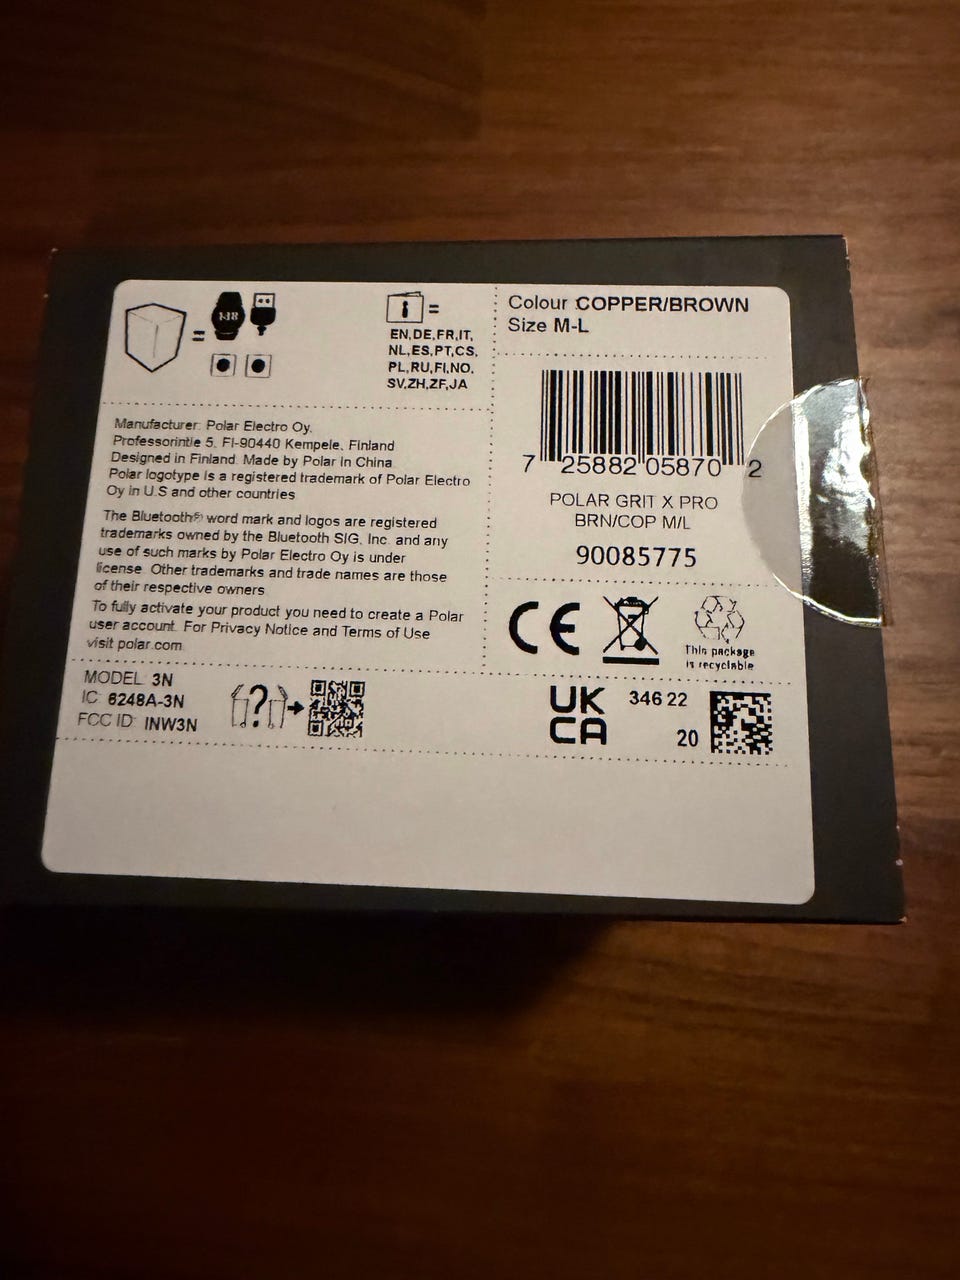 1:38
=
=
EN,DE,FR,IT,
NL,ES,PT,CS,
PL,RU,FI,NO,
SV,ZH,ZF,JA
Colour COPPER/BROWN
Size M-L
7 25882 05870 2
POLAR GRIT X PRO
BRN/COP M/L
90085775
Manufacturer: Polar Electro Oy,
Professorintie 5, FI-90440 Kempele, Finland
Designed in Finland. Made by Polar in China
Polar logotype is a registered trademark of Polar Electro
Oy in U.S and other countries
The Bluetooth® word mark and logos are registered
trademarks owned by the Bluetooth SIG, Inc. and any
use of such marks by Polar Electro Oy is under
license. Other trademarks and trade names are those
of their respective owners
To fully activate your product you need to create a Polar
user account. For Privacy Notice and Terms of Use
visit polar.com
CE
This package
is recyclable
MODEL: 3N
IC: 6248A-3N
FCC ID: INW3N
?
UK
CA
346 22
20